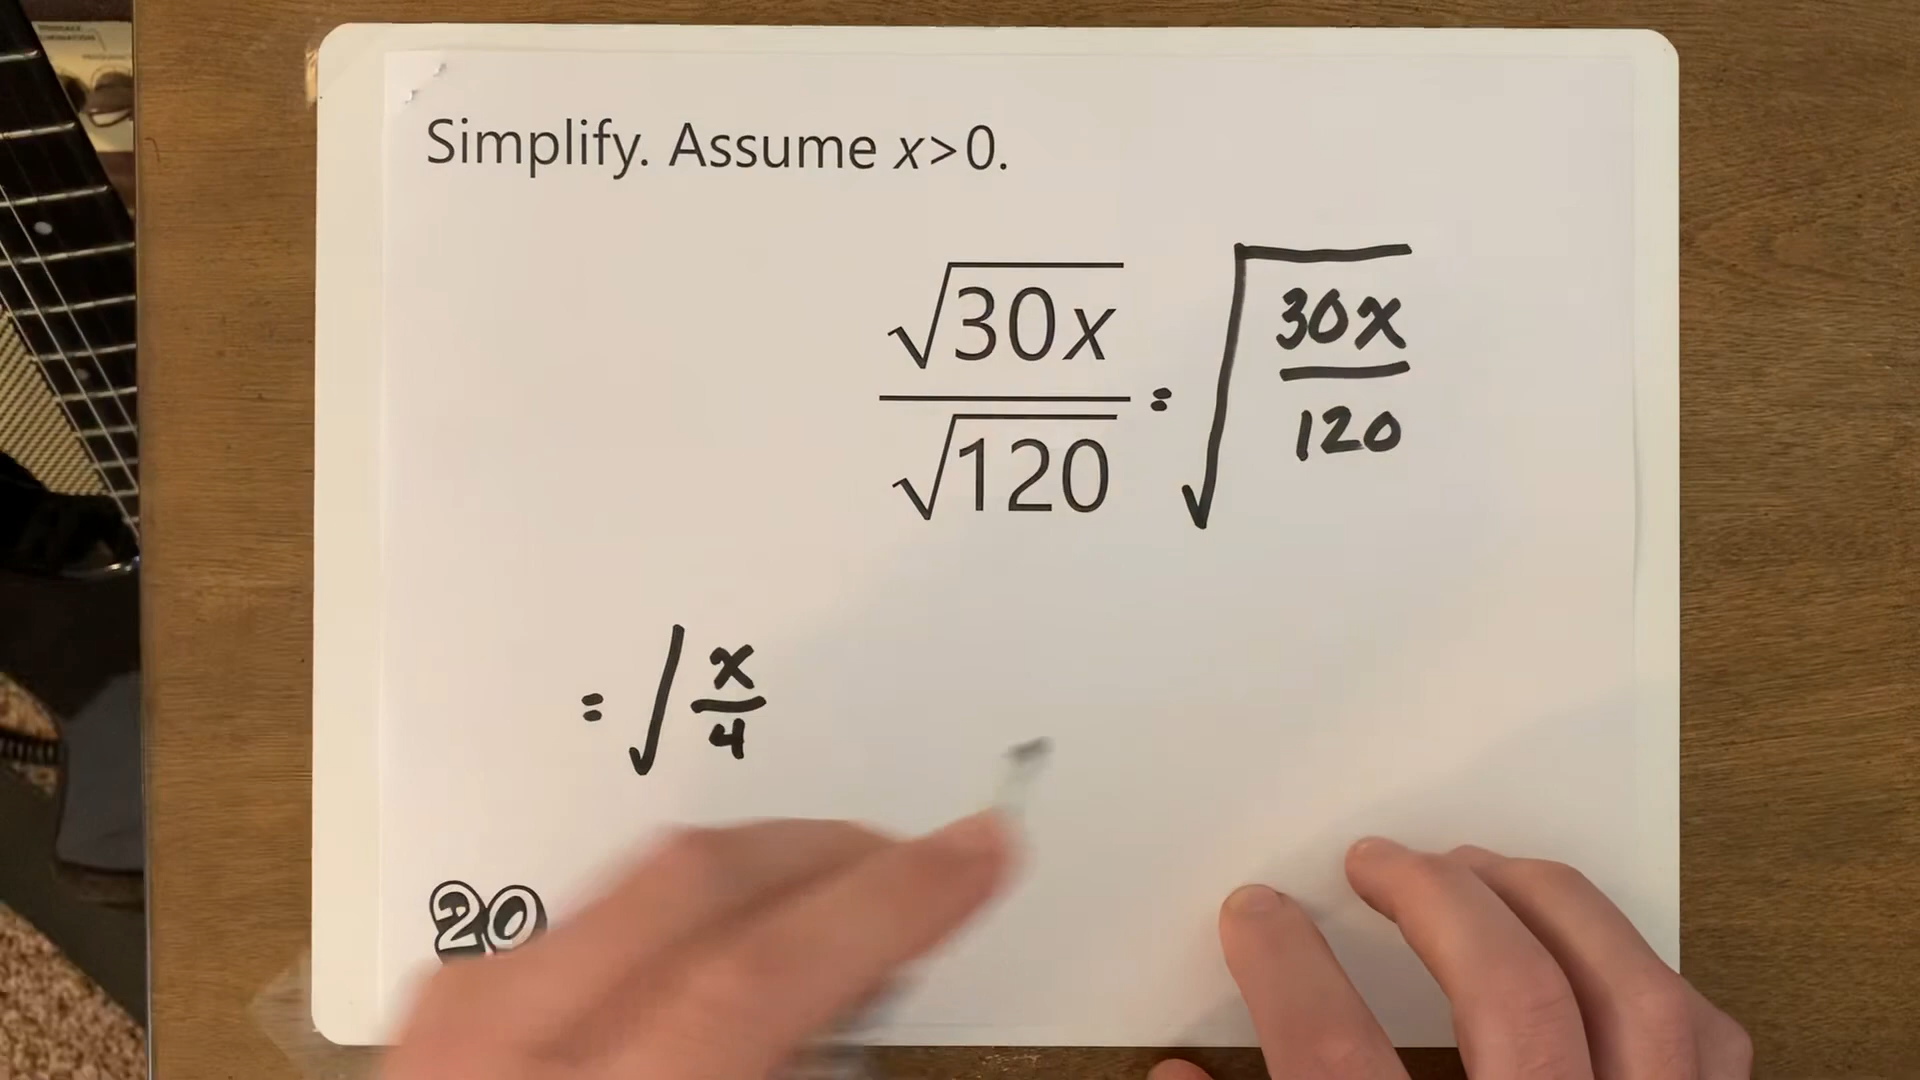 Simplify. Assume x>0.
√30x / √120 = √(30x / 120)
= √ x / 4
20